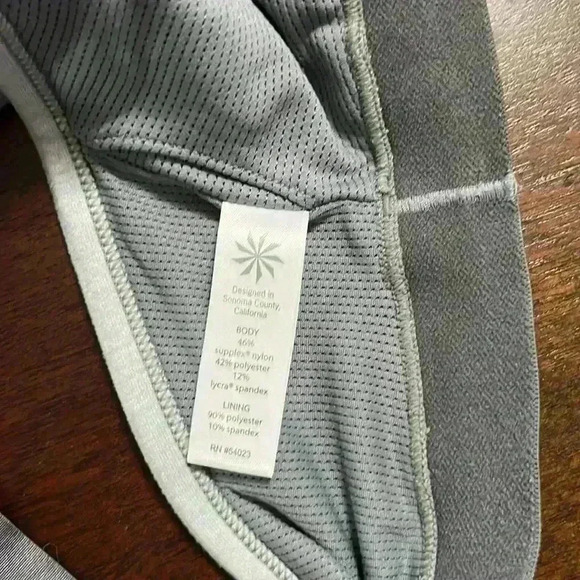 Designed in
Sonoma County,
California
BODY
46%
supplex® nylon
42% polyester
12%
lycra® spandex
LINING
90% polyester
10% spandex
RN #54023